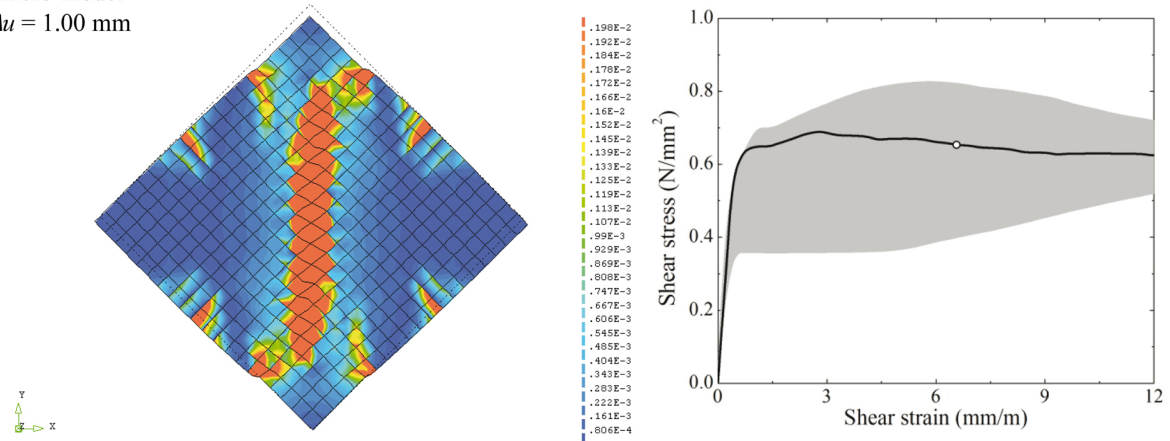 Δu = 1.00 mm
.198E-2
.192E-2
.184E-2
.178E-2
.172E-2
.166E-2
.16E-2
.152E-2
.145E-2
.139E-2
.133E-2
.125E-2
.119E-2
.113E-2
.107E-2
.99E-3
.929E-3
.869E-3
.808E-3
.747E-3
.667E-3
.606E-3
.545E-3
.485E-3
.404E-3
.343E-3
.283E-3
.222E-3
.161E-3
.806E-4
Y
Z X
Shear stress (N/mm²)
1.0
0.8
0.6
0.4
0.2
0.0
0 3 6 9 12
Shear strain (mm/m)